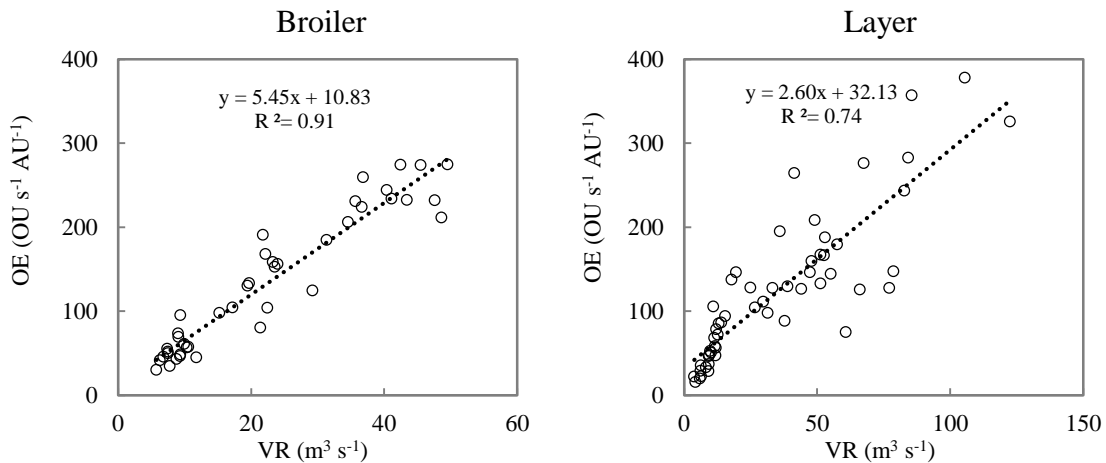 Broiler
400
300
200
100
0
OE (OU s⁻¹ AU⁻¹)
y = 5.45x + 10.83
R ²= 0.91
0 20 40 60
VR (m³ s⁻¹)
Layer
400
300
200
100
0
OE (OU s⁻¹ AU⁻¹)
y = 2.60x + 32.13
R ²= 0.74
0 50 100 150
VR (m³ s⁻¹)